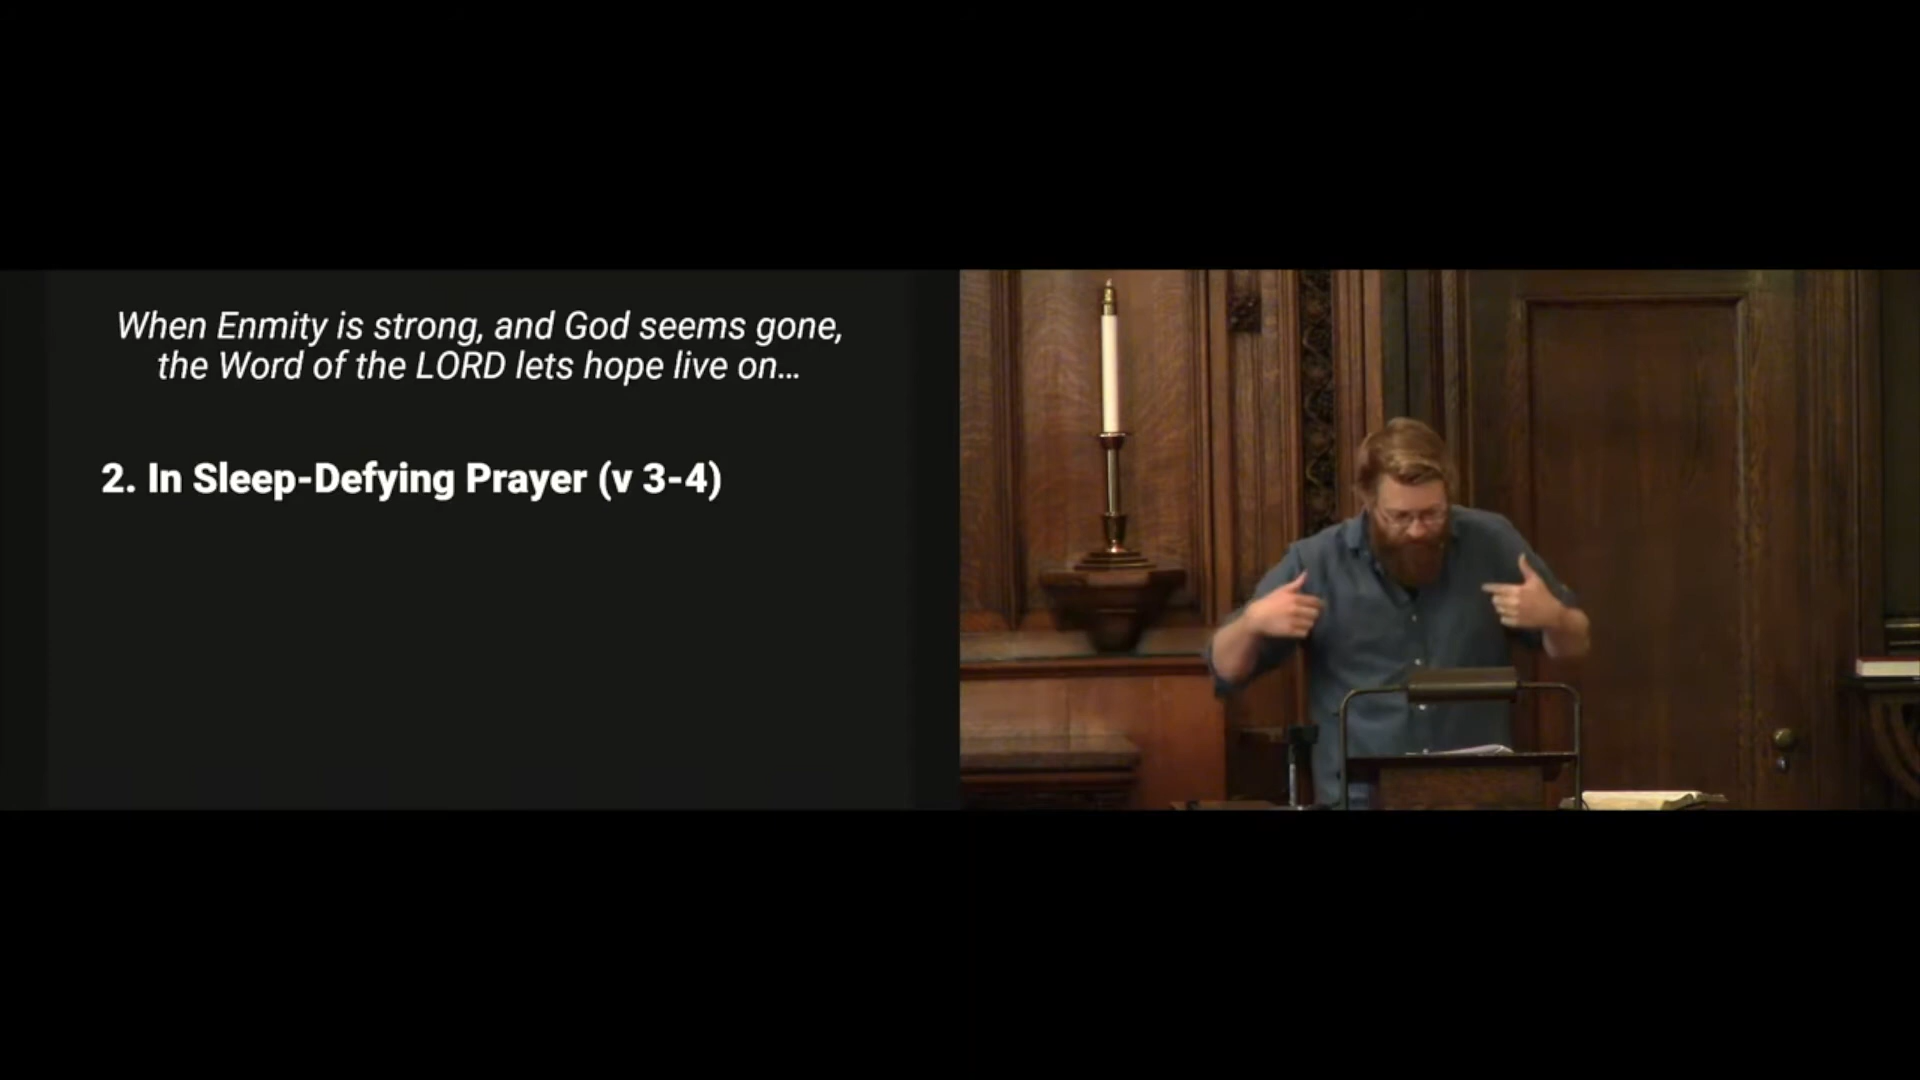 When Enmity is strong, and God seems gone,
the Word of the LORD lets hope live on...
2. In Sleep-Defying Prayer (v 3-4)